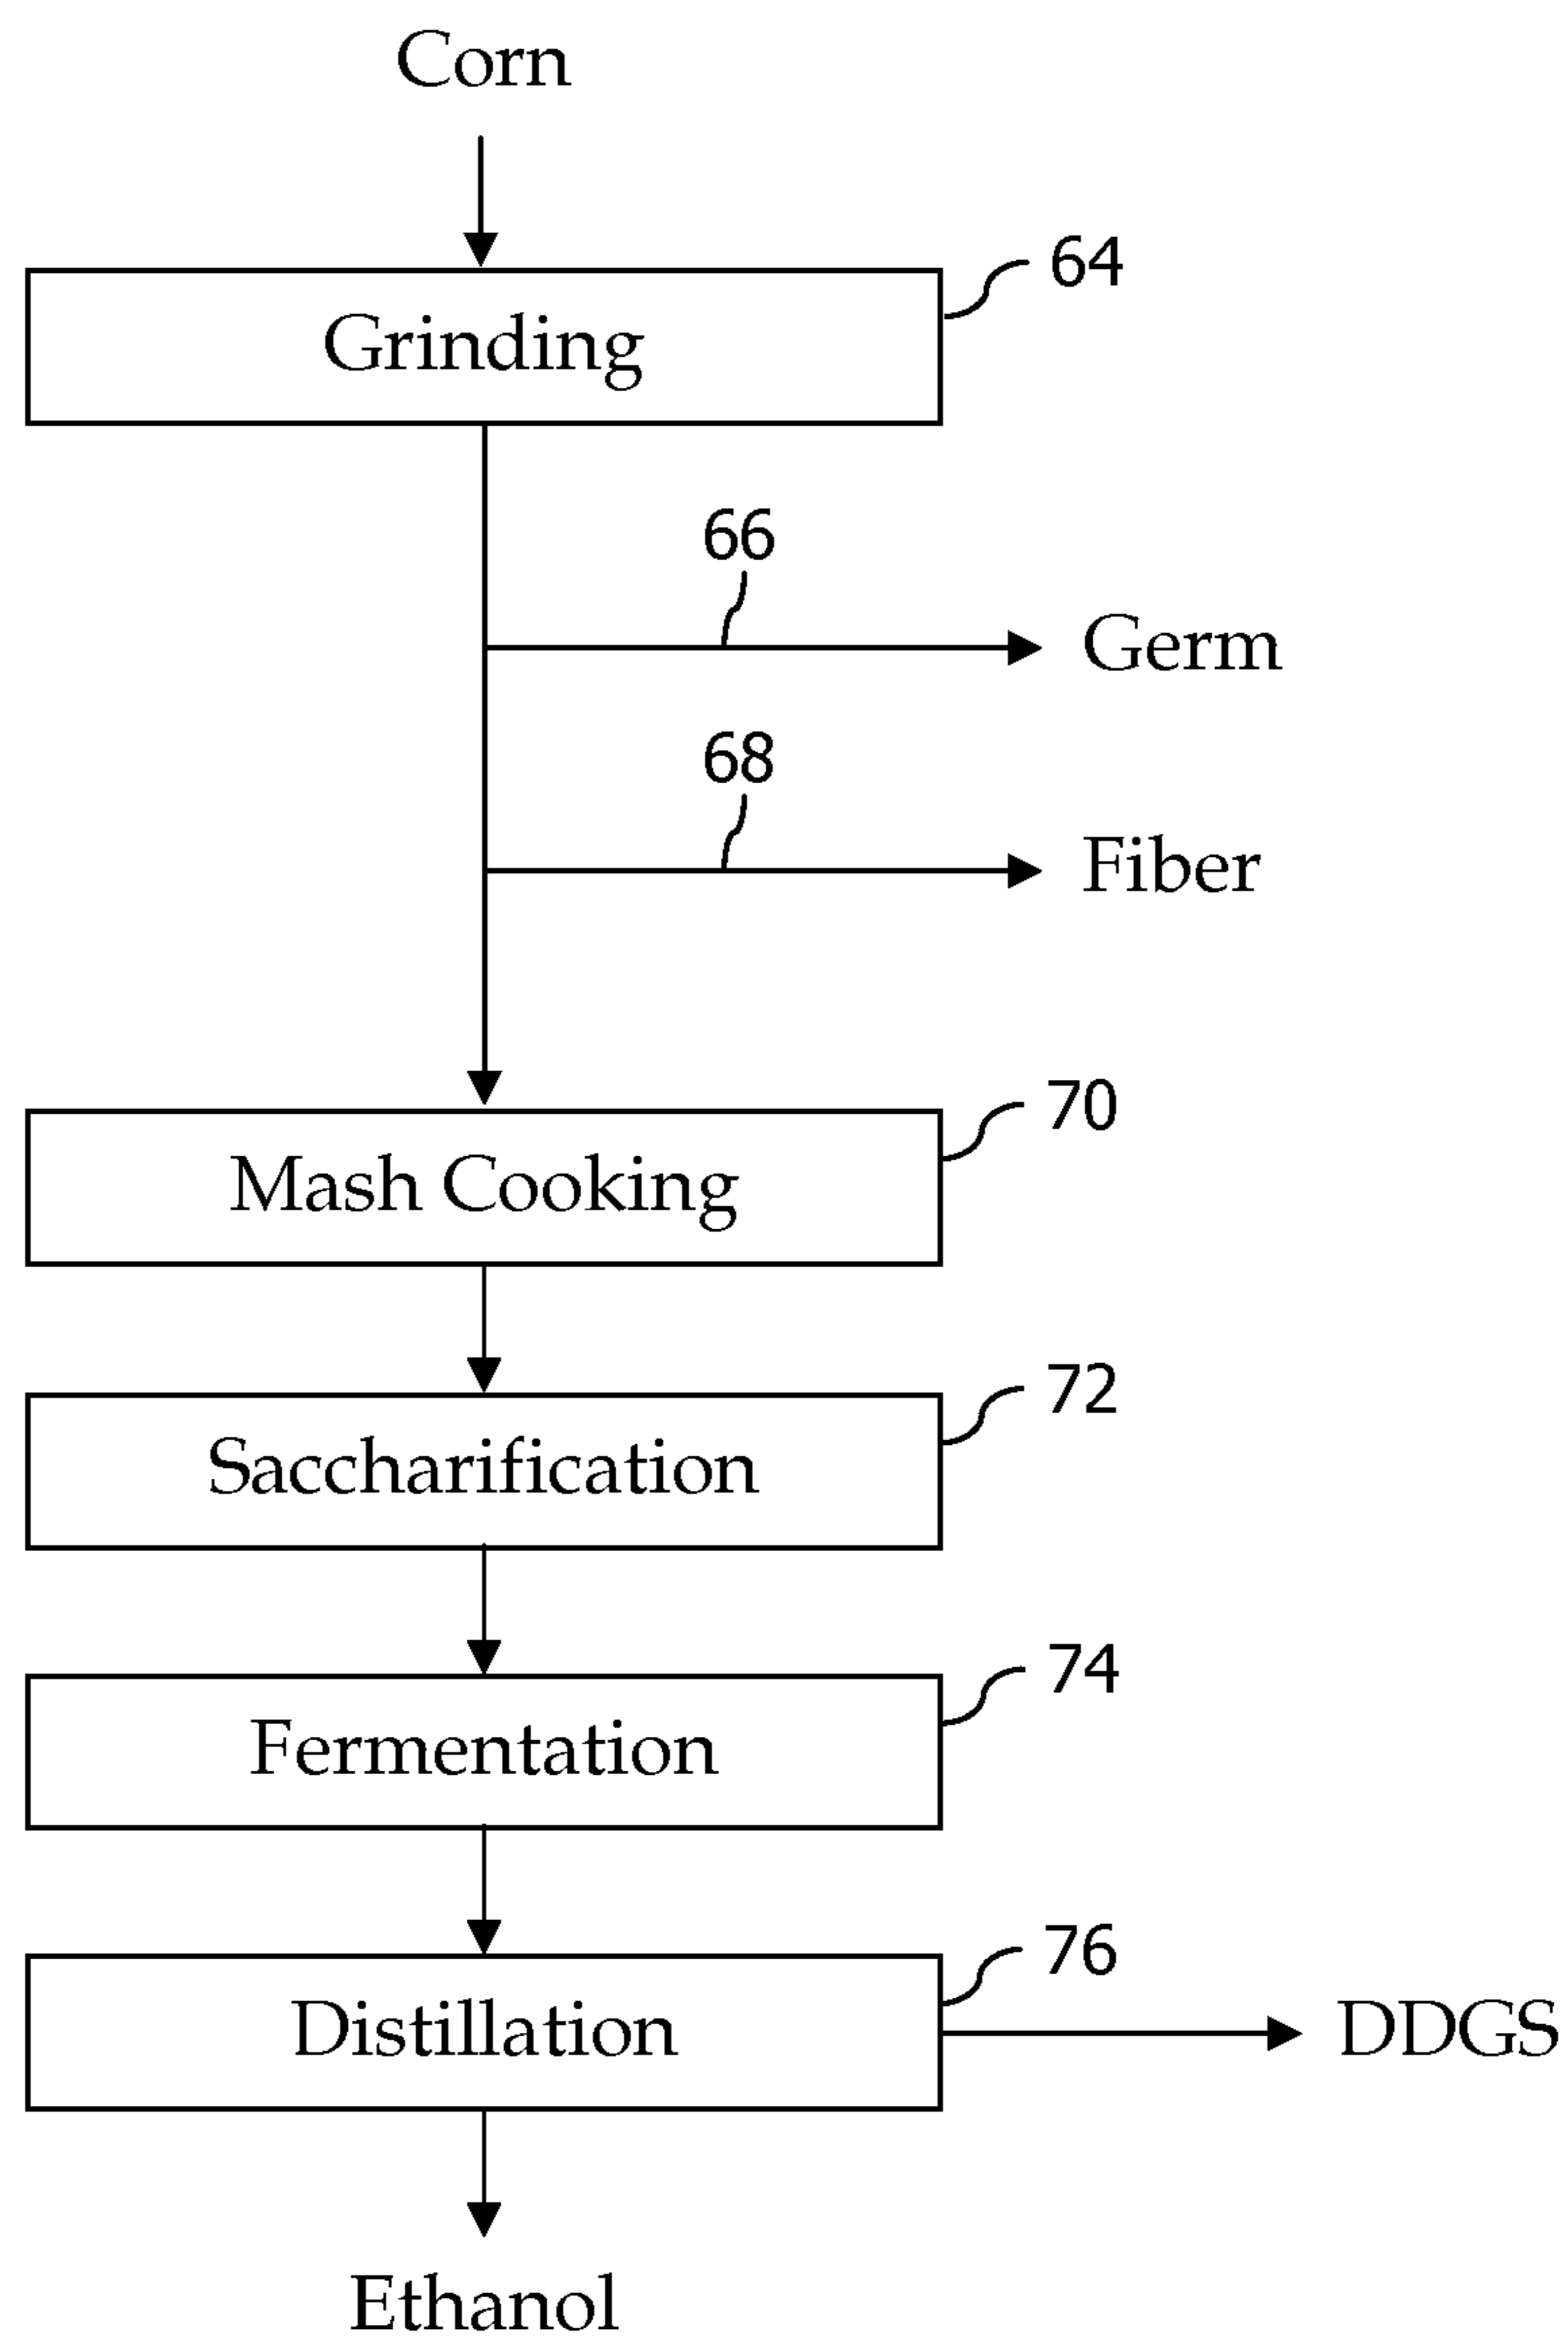 Corn
64
Grinding
66
Germ
68
Fiber
70
Mash Cooking
72
Saccharification
74
Fermentation
76
Distillation
DDGS
Ethanol